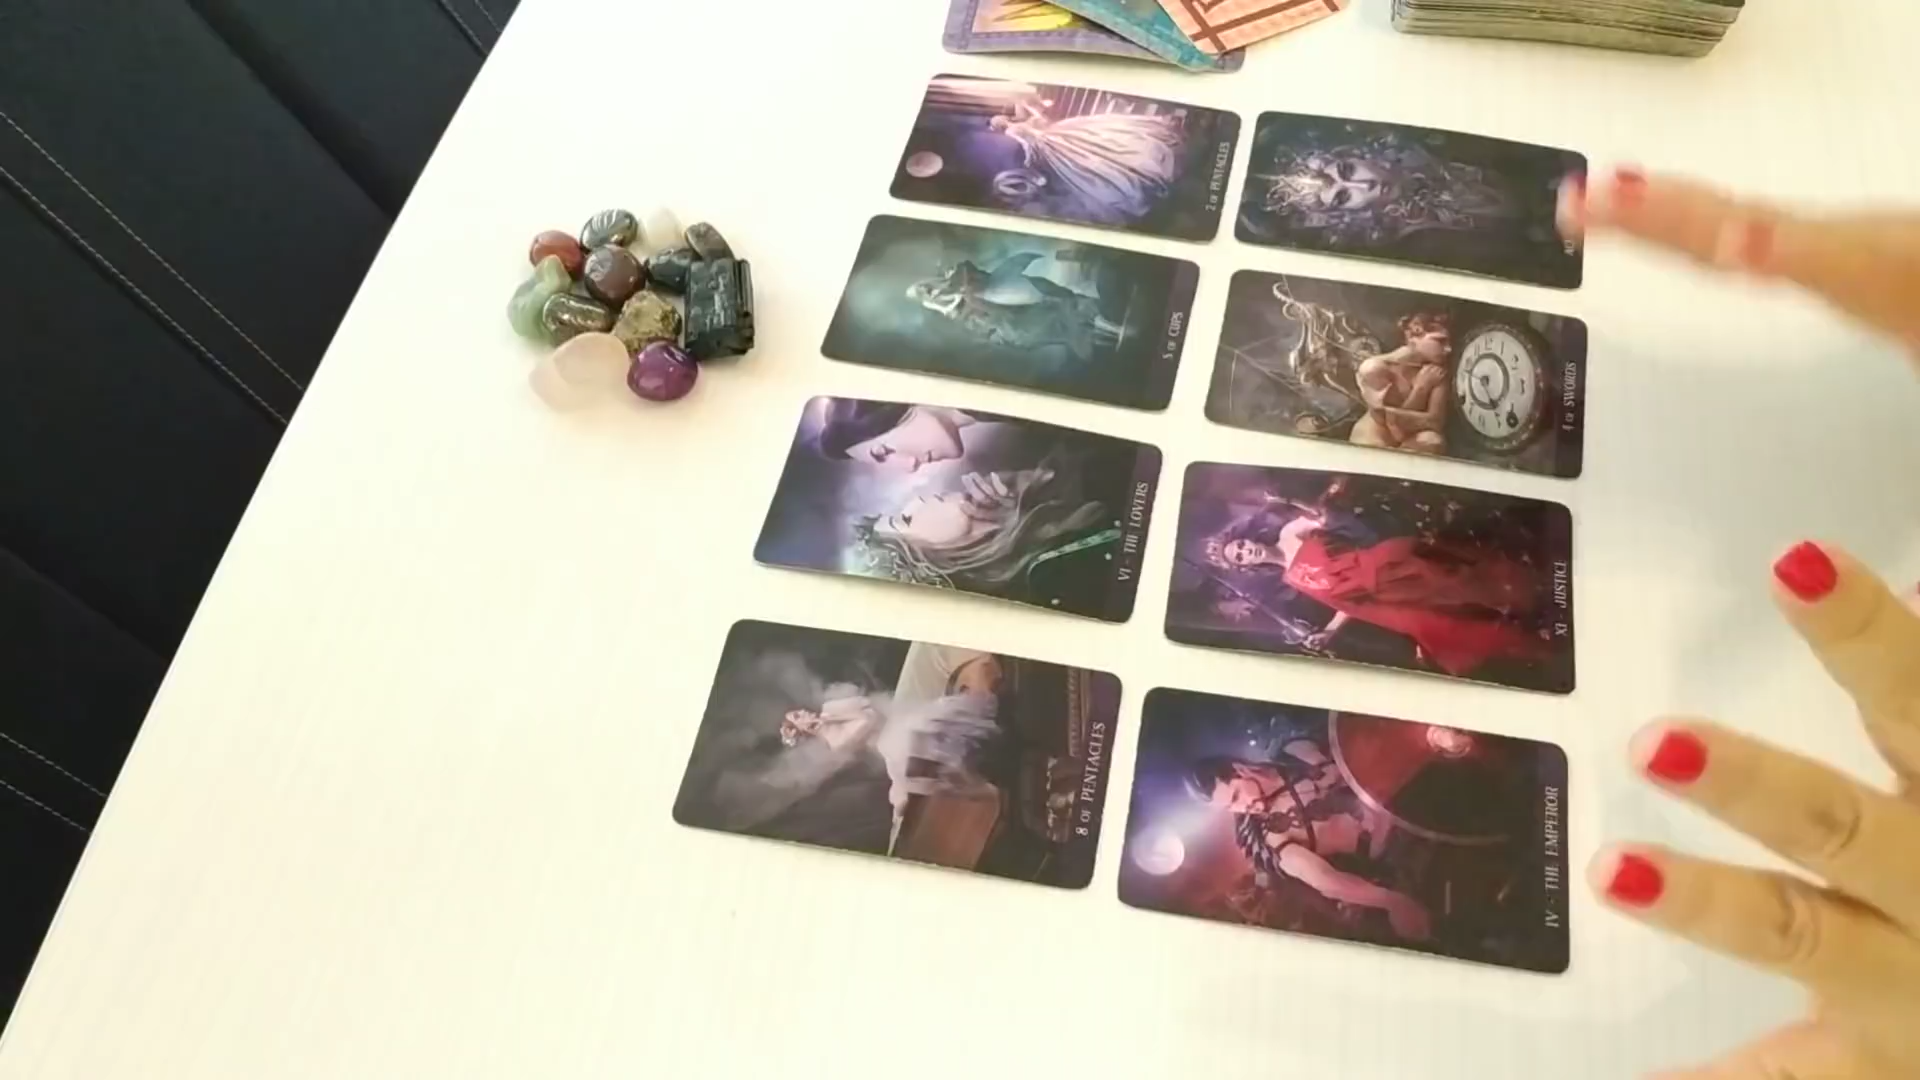 2 OF PENTACLES
5 OF CUPS
4 OF SWORDS
VI - THE LOVERS
XI - JUSTICE
8 OF PENTACLES
IV - THE EMPEROR